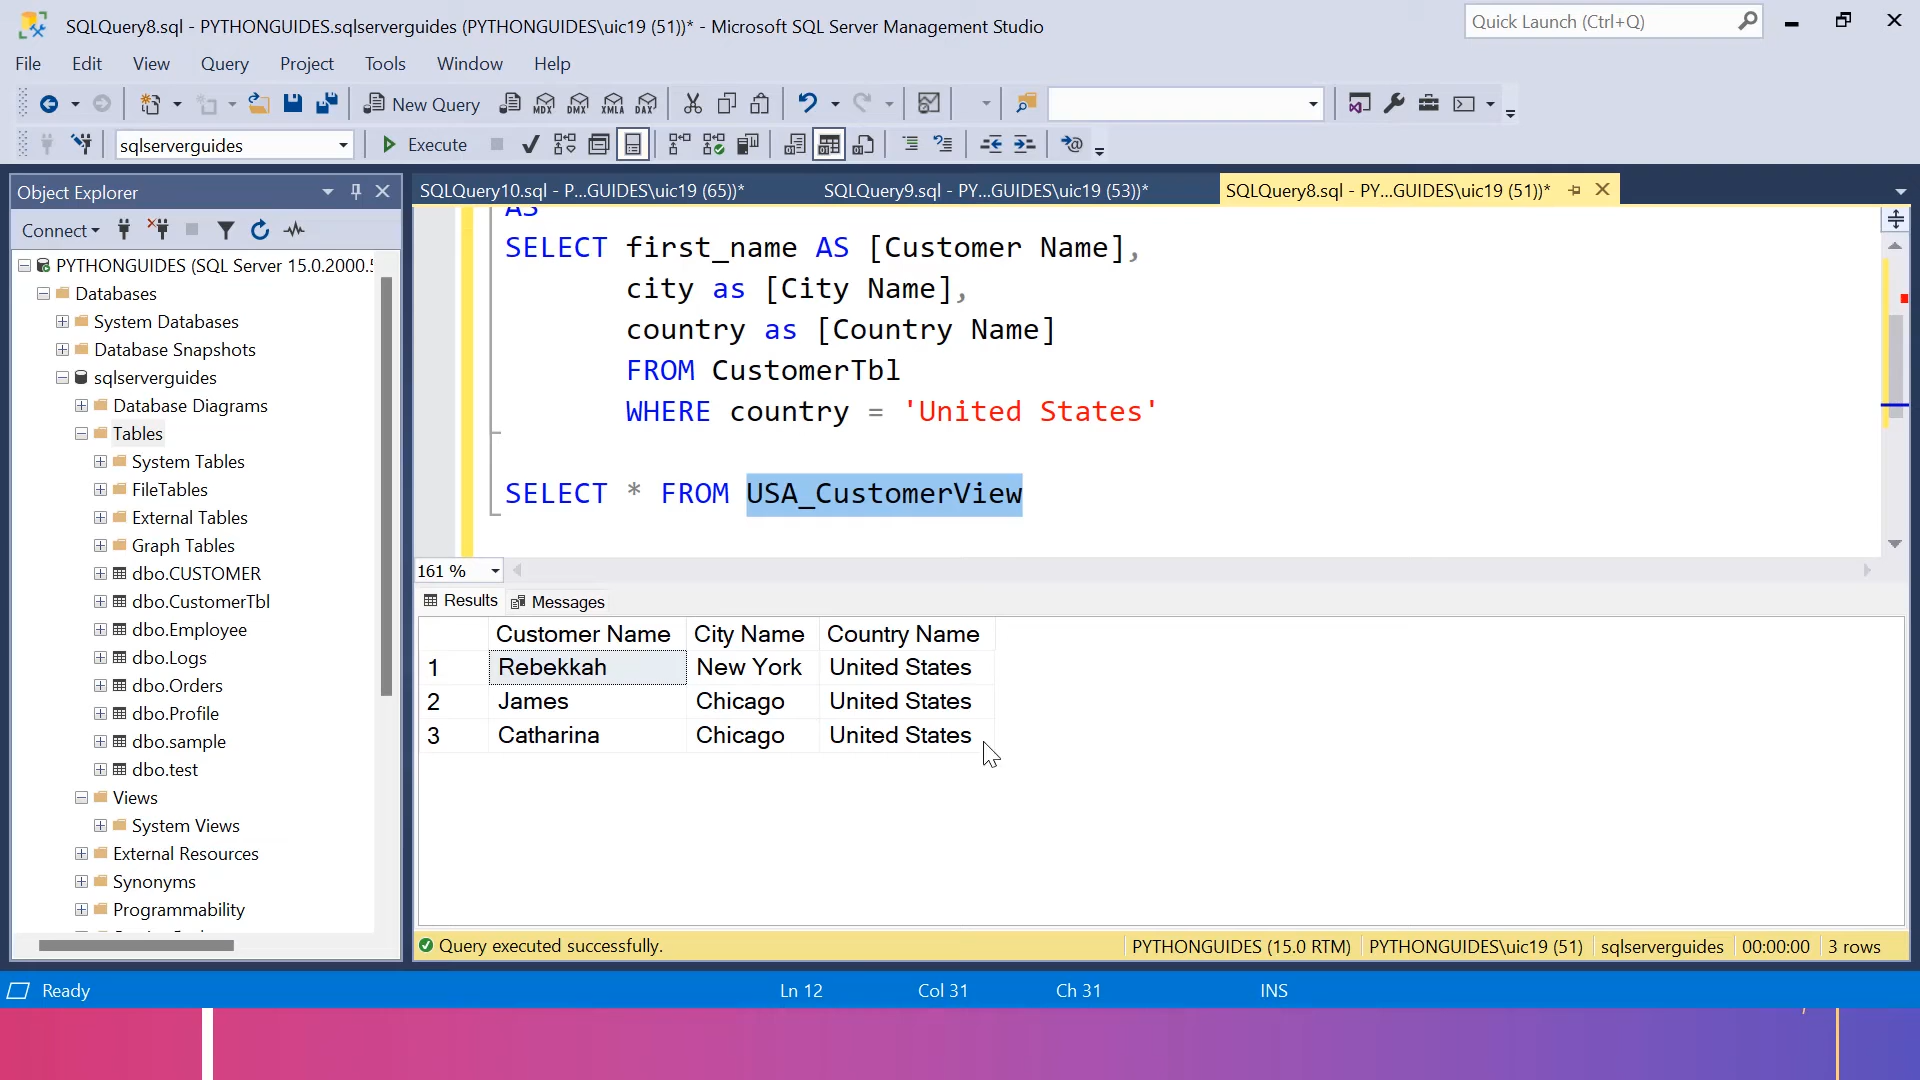 SQLQuery8.sql - PYTHONGUIDES.sqlserverguides (PYTHONGUIDES\uic19 (51))* - Microsoft SQL Server Management Studio
Quick Launch (Ctrl+Q)
File Edit View Query Project Tools Window Help
New Query MDX DMX XMLA DAX
sqlserverguides Execute
Object Explorer
SQLQuery10.sql - P...GUIDES\uic19 (65))* SQLQuery9.sql - PY...GUIDES\uic19 (53))* SQLQuery8.sql - PY...GUIDES\uic19 (51))*
Connect
PYTHONGUIDES (SQL Server 15.0.2000.5
Databases
System Databases
Database Snapshots
sqlserverguides
Database Diagrams
Tables
System Tables
FileTables
External Tables
Graph Tables
dbo.CUSTOMER
dbo.CustomerTbl
dbo.Employee
dbo.Logs
dbo.Orders
dbo.Profile
dbo.sample
dbo.test
Views
System Views
External Resources
Synonyms
Programmability
AS
SELECT first_name AS [Customer Name],
city as [City Name],
country as [Country Name]
FROM CustomerTbl
WHERE country = 'United States'
SELECT * FROM USA_CustomerView
161 %
Results Messages
Customer Name City Name Country Name
1 Rebekkah New York United States
2 James Chicago United States
3 Catharina Chicago United States
Query executed successfully. PYTHONGUIDES (15.0 RTM) PYTHONGUIDES\uic19 (51) sqlserverguides 00:00:00 3 rows
Ready Ln 12 Col 31 Ch 31 INS